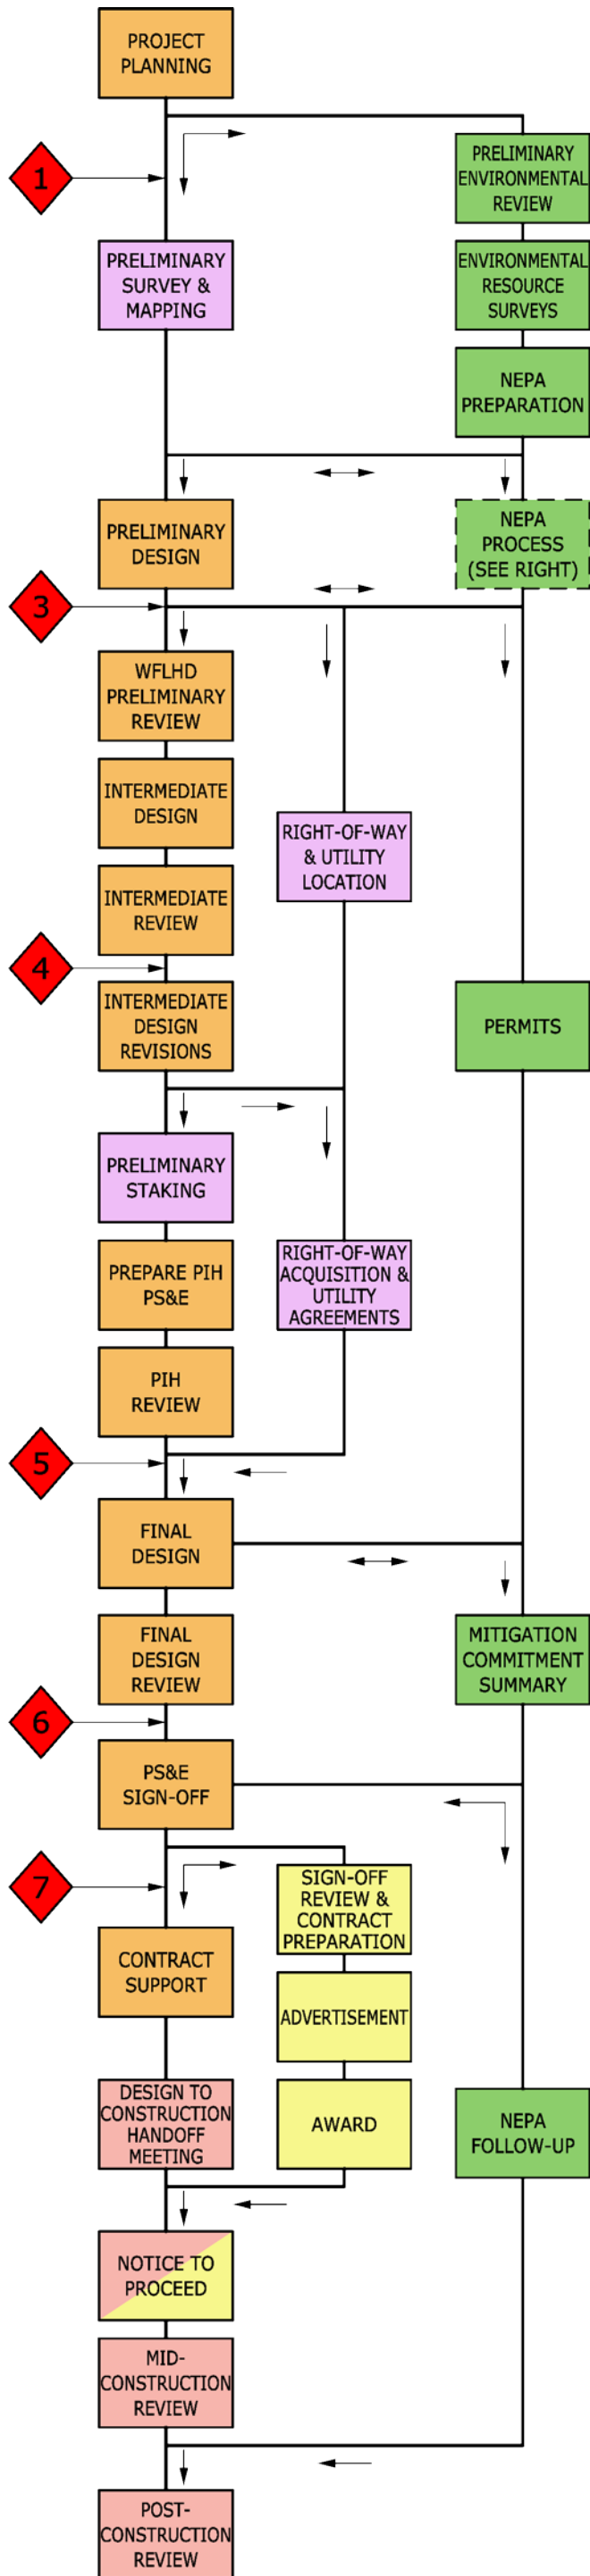 PROJECT
PLANNING
1
PRELIMINARY
ENVIRONMENTAL
REVIEW
PRELIMINARY
SURVEY &
MAPPING
ENVIRONMENTAL
RESOURCE
SURVEYS
NEPA
PREPARATION
PRELIMINARY
DESIGN
NEPA
PROCESS
(SEE RIGHT)
3
WFLHD
PRELIMINARY
REVIEW
INTERMEDIATE
DESIGN
RIGHT-OF-WAY
& UTILITY
LOCATION
INTERMEDIATE
REVIEW
4
INTERMEDIATE
DESIGN
REVISIONS
PERMITS
PRELIMINARY
STAKING
PREPARE PIH
PS&E
RIGHT-OF-WAY
ACQUISITION &
UTILITY
AGREEMENTS
PIH
REVIEW
5
FINAL
DESIGN
FINAL
DESIGN
REVIEW
MITIGATION
COMMITMENT
SUMMARY
6
PS&E
SIGN-OFF
7
SIGN-OFF
REVIEW &
CONTRACT
PREPARATION
CONTRACT
SUPPORT
ADVERTISEMENT
DESIGN TO
CONSTRUCTION
HANDOFF
MEETING
AWARD
NEPA
FOLLOW-UP
NOTICE TO
PROCEED
MID-
CONSTRUCTION
REVIEW
POST-
CONSTRUCTION
REVIEW